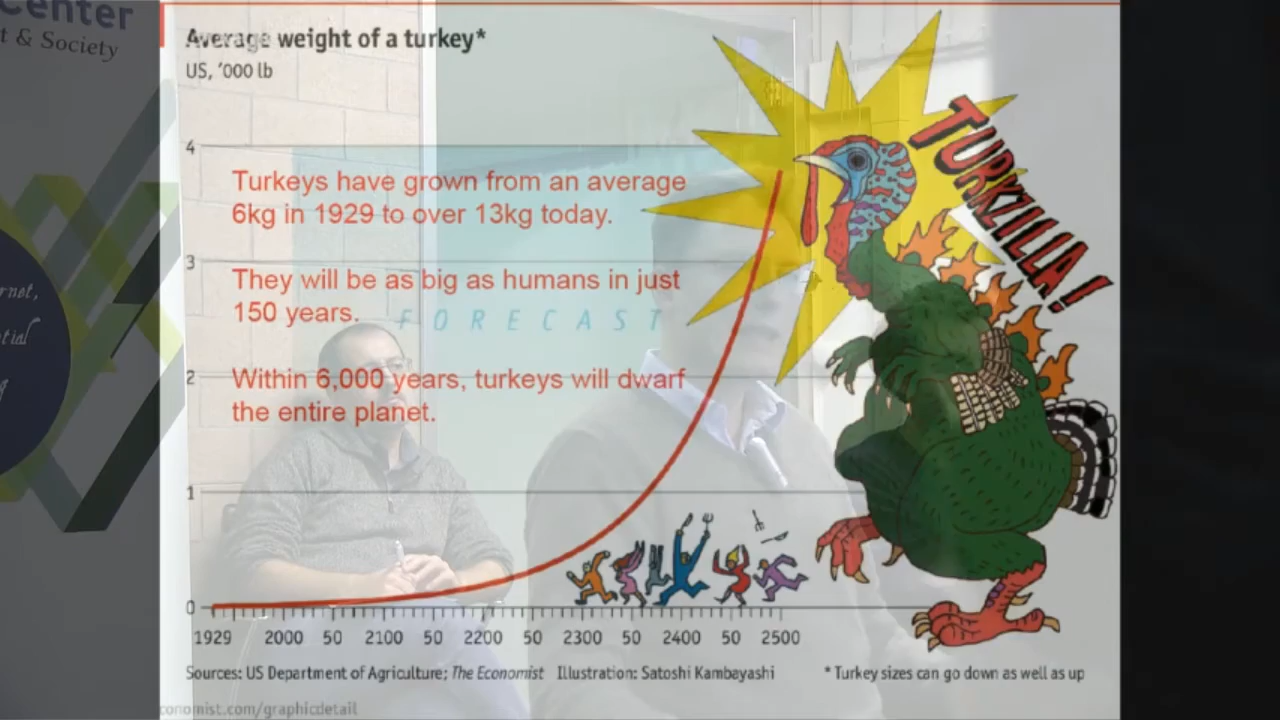 Center
t & Society
rnet,
tial
Average weight of a turkey*
US, '000 lb
4
Turkeys have grown from an average
6kg in 1929 to over 13kg today.
3
They will be as big as humans in just
150 years.
FORECAST
2
Within 6,000 years, turkeys will dwarf
the entire planet.
1
0
1929 2000 50 2100 50 2200 50 2300 50 2400 50 2500
TURKZILLA!
Sources: US Department of Agriculture; The Economist Illustration: Satoshi Kambayashi * Turkey sizes can go down as well as up
conomist.com/graphicdetail